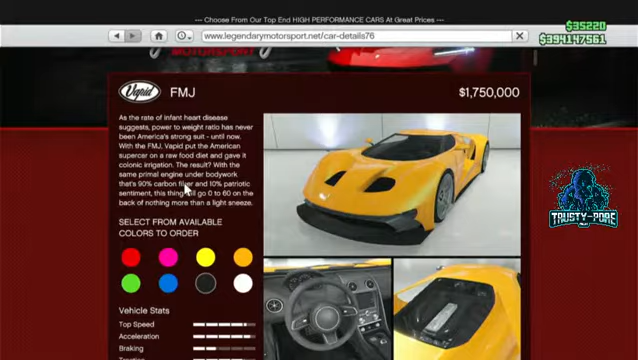 --- Choose From Our Top End HIGH PERFORMANCE CARS At Great Prices ---
$35220
$394147561
www.legendarymotorsport.net/car-details76
MOTORSPORT
Vapid
FMJ
$1,750,000
As the rate of infant heart disease
suggests, power to weight ratio has never
been America's strong suit - until now.
With the FMJ, Vapid put the American
supercar on a raw food diet and gave it
colonic irrigation. The result? With the
same primal engine under bodywork
that's 90% carbon fiber and 10% patriotic
sentiment, this thing will go 0 to 60 on the
back of nothing more than a light sneeze.
SELECT FROM AVAILABLE
COLORS TO ORDER
Vehicle Stats
Top Speed
Acceleration
Braking
TRUSTY-PORE